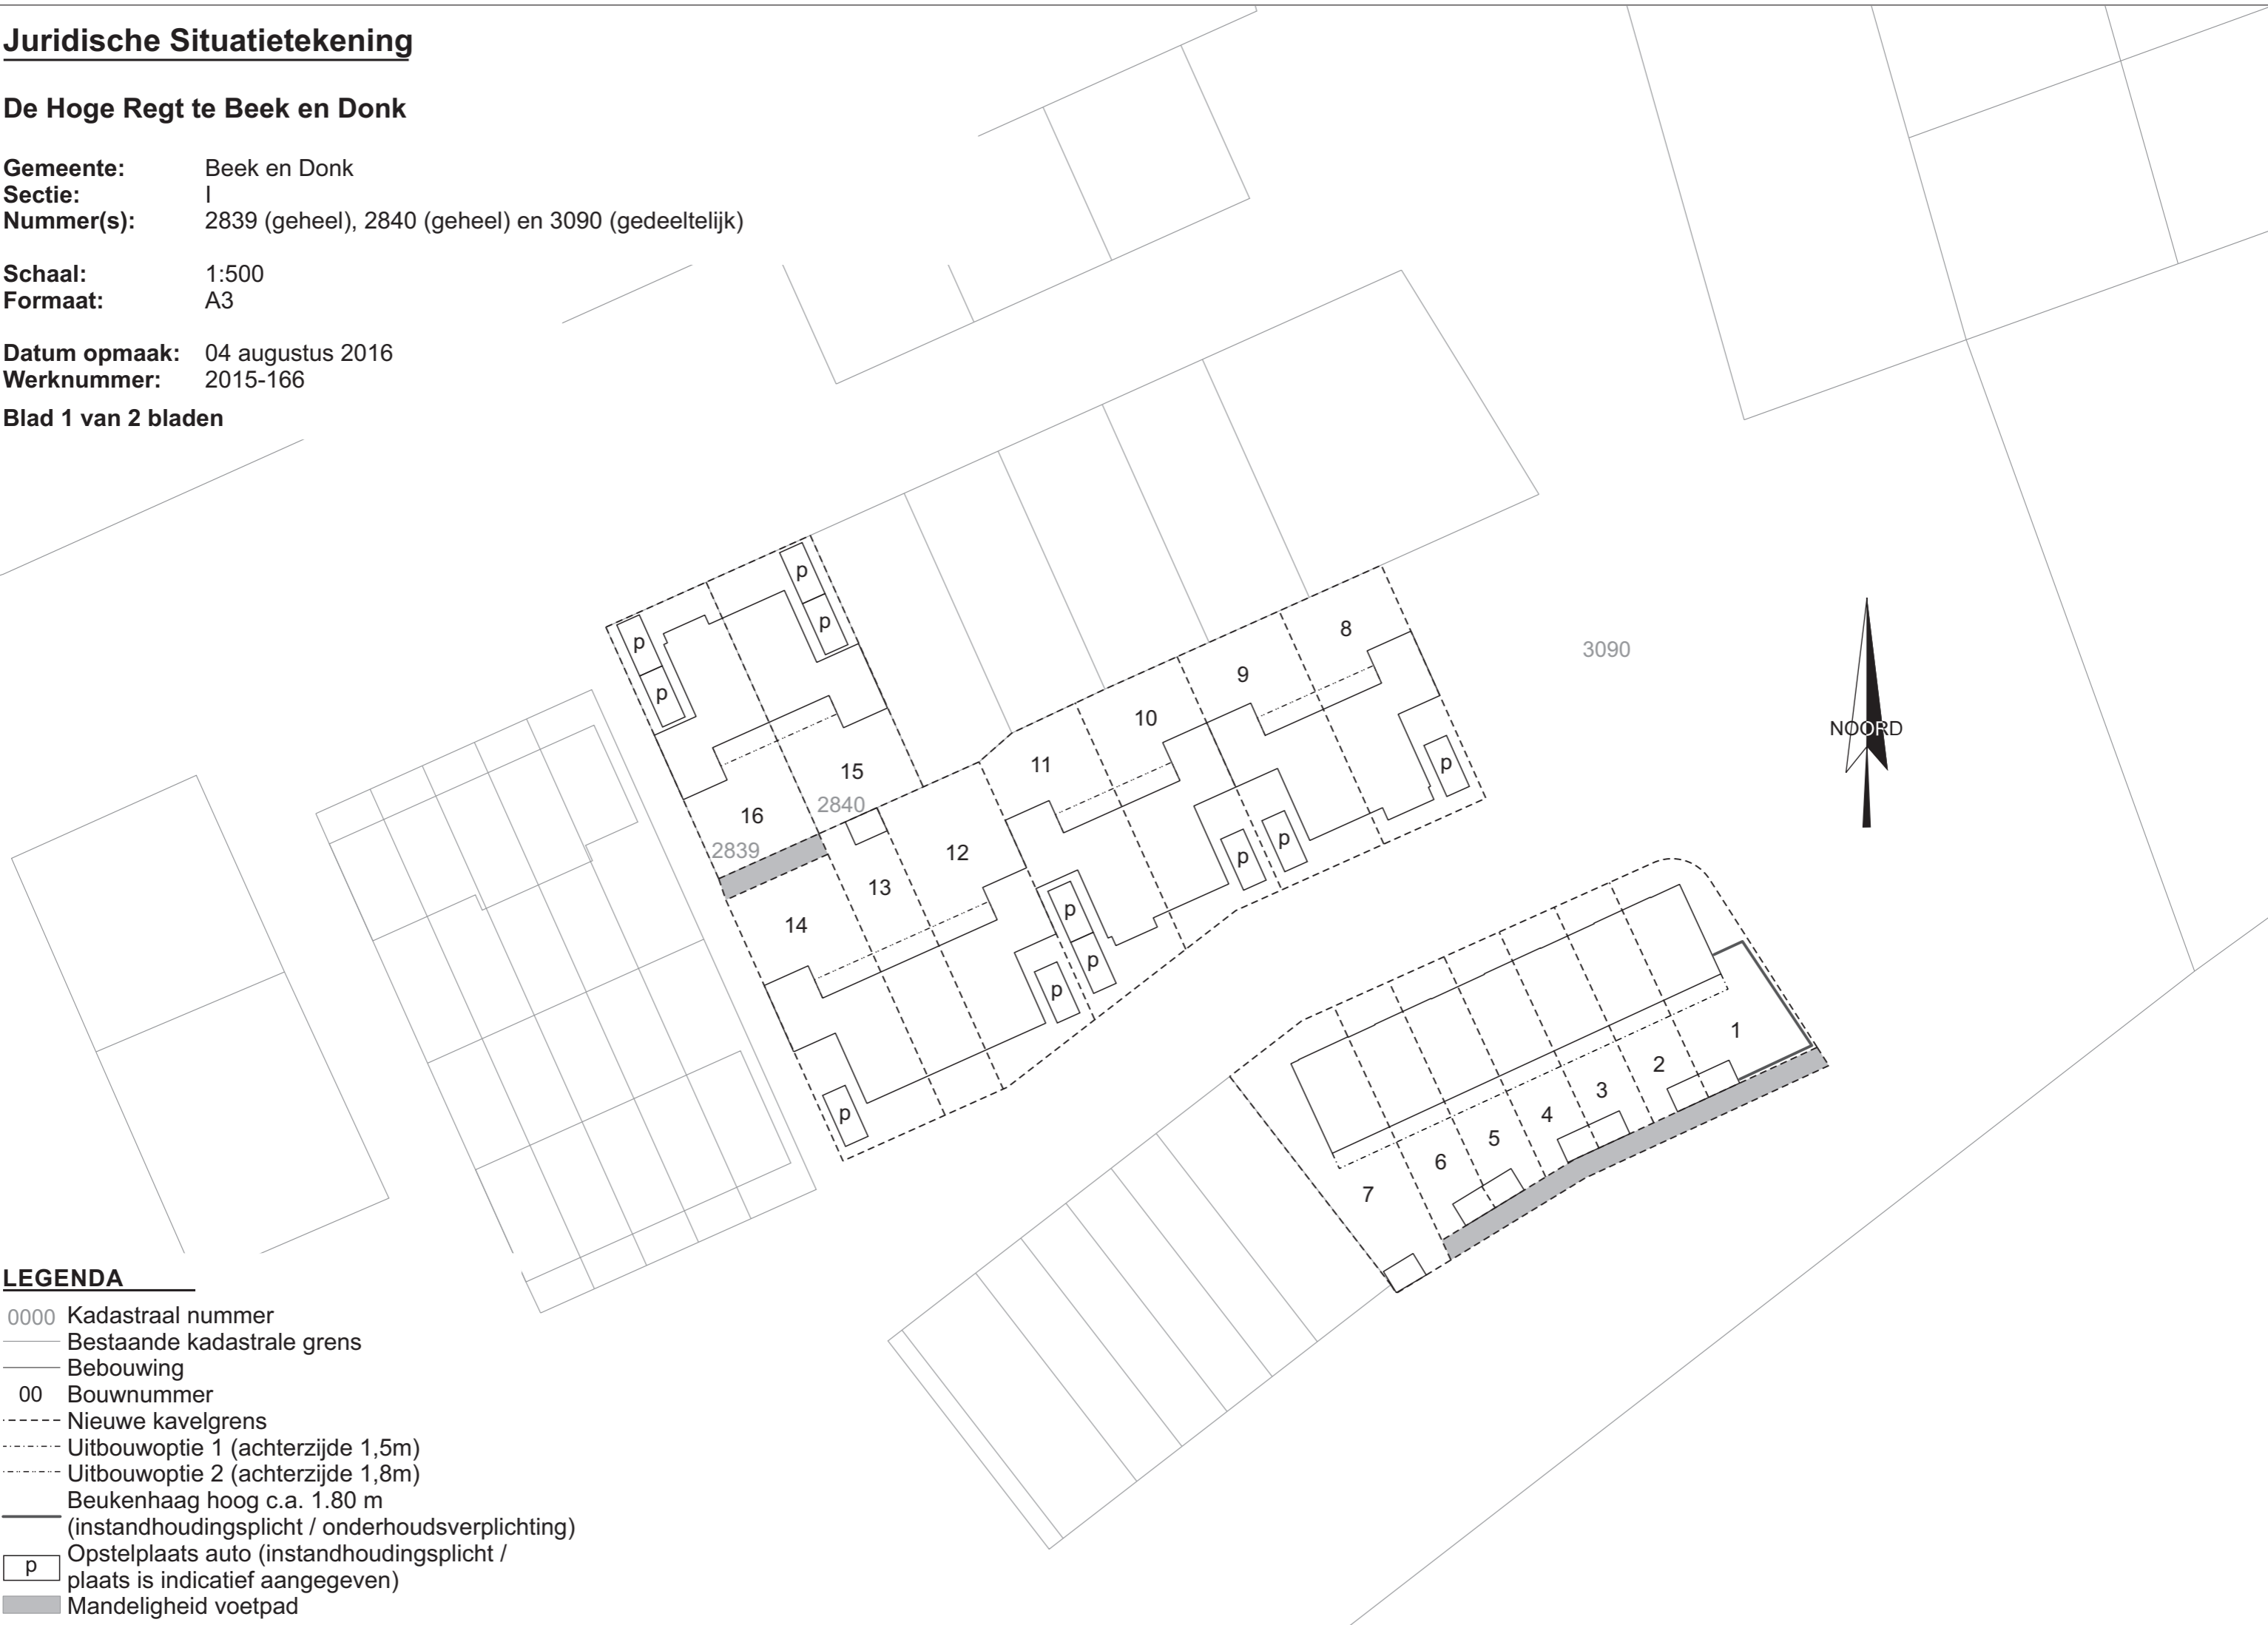 Juridische Situatietekening
De Hoge Regt te Beek en Donk
Gemeente: Beek en Donk
Sectie: I
Nummer(s): 2839 (geheel), 2840 (geheel) en 3090 (gedeeltelijk)
Schaal: 1:500
Formaat: A3
Datum opmaak: 04 augustus 2016
Werknummer: 2015-166
Blad 1 van 2 bladen
p
p
p
p
8
3090
9
10
NOORD
11
p
15
2840
16
2839
12
13
p
p
14
p
p
p
1
2
3
p
4
5
6
7
LEGENDA
0000 Kadastraal nummer
Bestaande kadastrale grens
Bebouwing
00 Bouwnummer
Nieuwe kavelgrens
Uitbouwoptie 1 (achterzijde 1,5m)
Uitbouwoptie 2 (achterzijde 1,8m)
Beukenhaag hoog c.a. 1.80 m
(instandhoudingsplicht / onderhoudsverplichting)
Opstelplaats auto (instandhoudingsplicht /
p plaats is indicatief aangegeven)
Mandeligheid voetpad